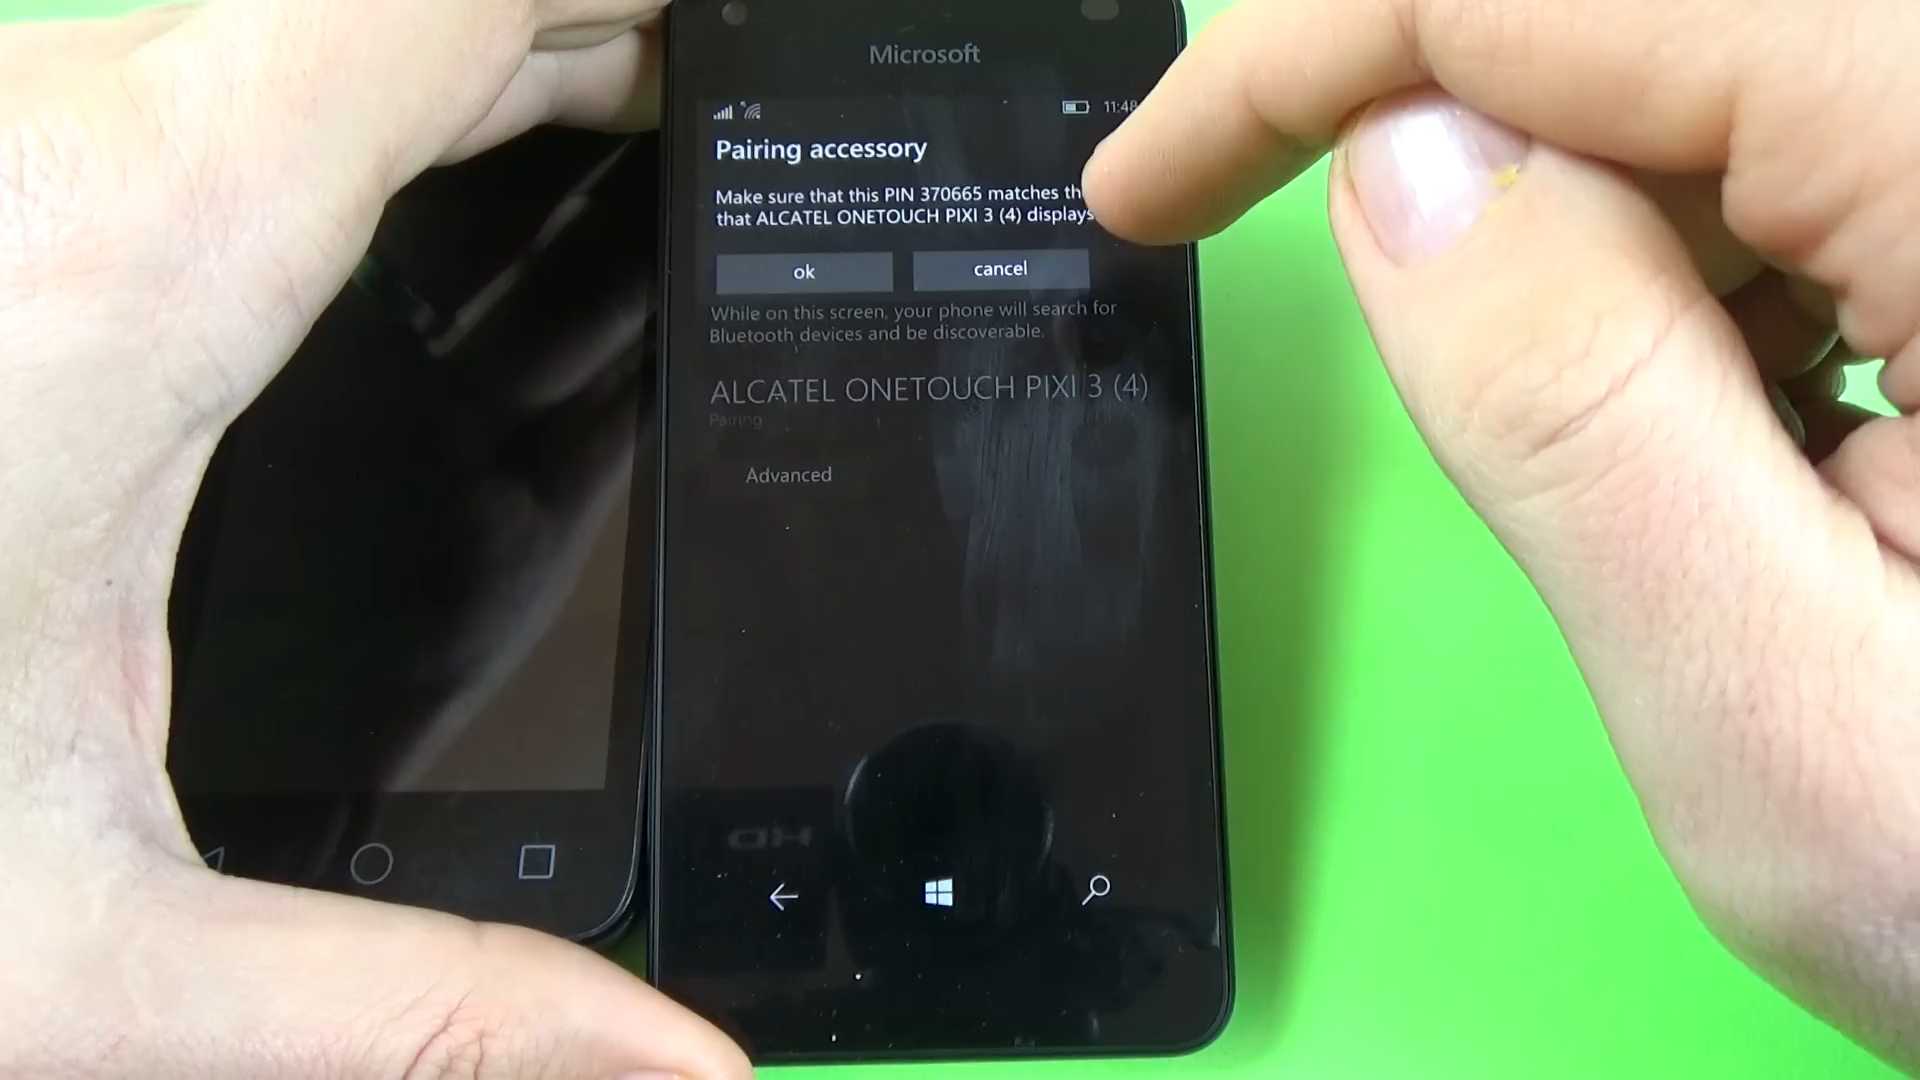 Microsoft
11:48
Pairing accessory
Make sure that this PIN 370665 matches
that ALCATEL ONETOUCH PIXI 3 (4) displays
ok cancel
While on this screen, your phone will search for
Bluetooth devices and be discoverable.
ALCATEL ONETOUCH PIXI 3 (4)
Pairing
Advanced